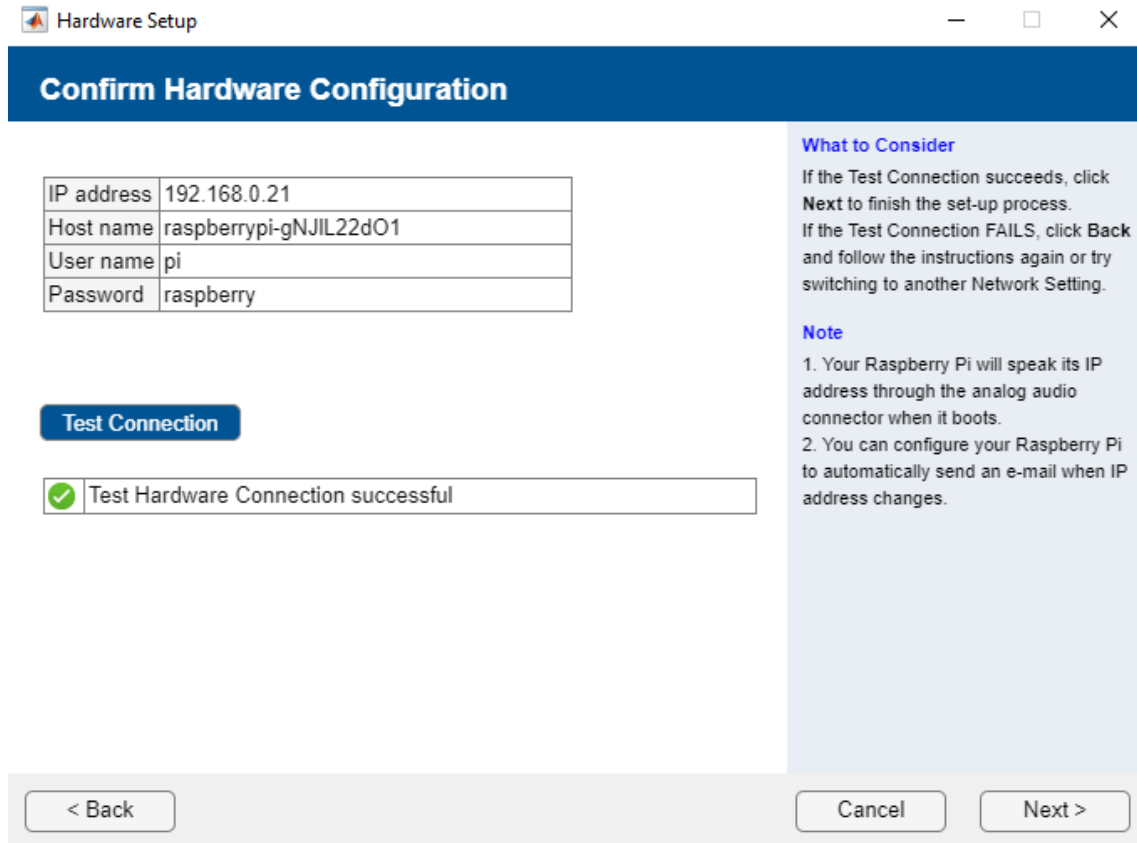 Hardware Setup
Confirm Hardware Configuration
IP address 192.168.0.21
Host name raspberrypi-gNJlL22dO1
User name pi
Password raspberry
Test Connection
Test Hardware Connection successful
What to Consider
If the Test Connection succeeds, click
Next to finish the set-up process.
If the Test Connection FAILS, click Back
and follow the instructions again or try
switching to another Network Setting.
Note
1. Your Raspberry Pi will speak its IP
address through the analog audio
connector when it boots.
2. You can configure your Raspberry Pi
to automatically send an e-mail when IP
address changes.
< Back
Cancel
Next >